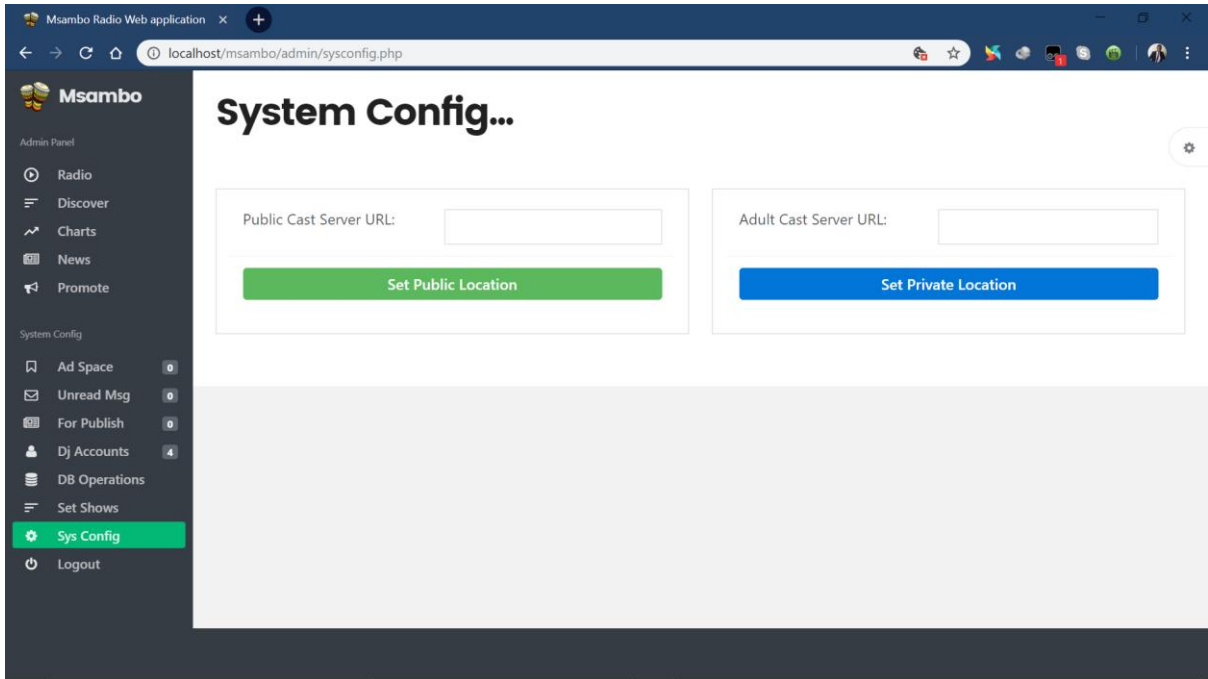 Msambo Radio Web application
localhost/msambo/admin/sysconfig.php
1
Msambo
Admin Panel
Radio
Discover
Charts
News
Promote
System Config
Ad Space 0
Unread Msg 0
For Publish 0
Dj Accounts 4
DB Operations
Set Shows
Sys Config
Logout
System Config...
Public Cast Server URL:
Set Public Location
Adult Cast Server URL:
Set Private Location